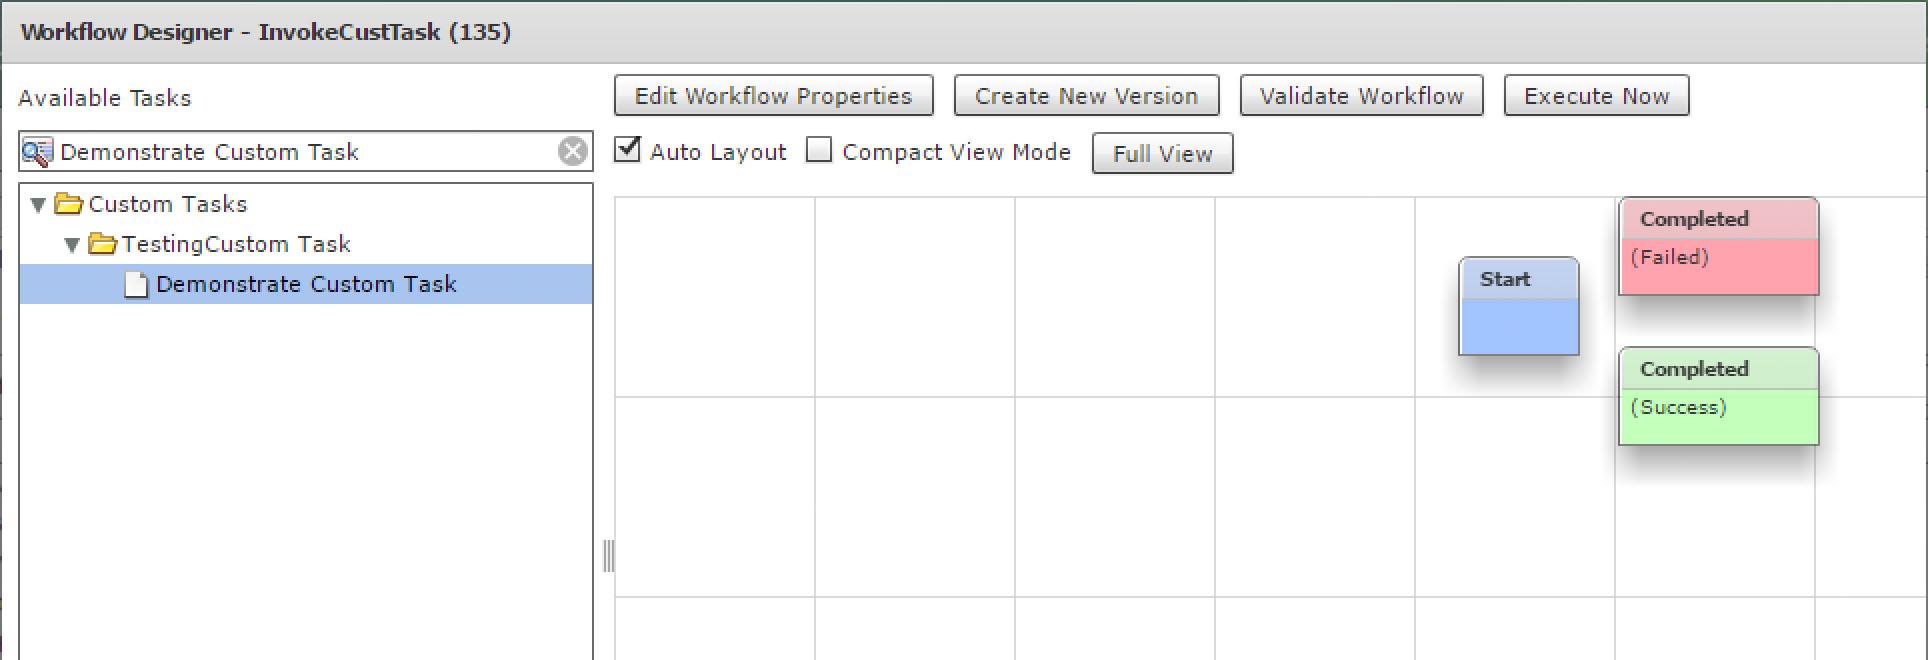 Workflow Designer - InvokeCustTask (135)
Available Tasks
Edit Workflow Properties
Create New Version
Validate Workflow
Execute Now
Demonstrate Custom Task
Auto Layout
Compact View Mode
Full View
Custom Tasks
TestingCustom Task
Demonstrate Custom Task
Start
Completed
(Failed)
Completed
(Success)